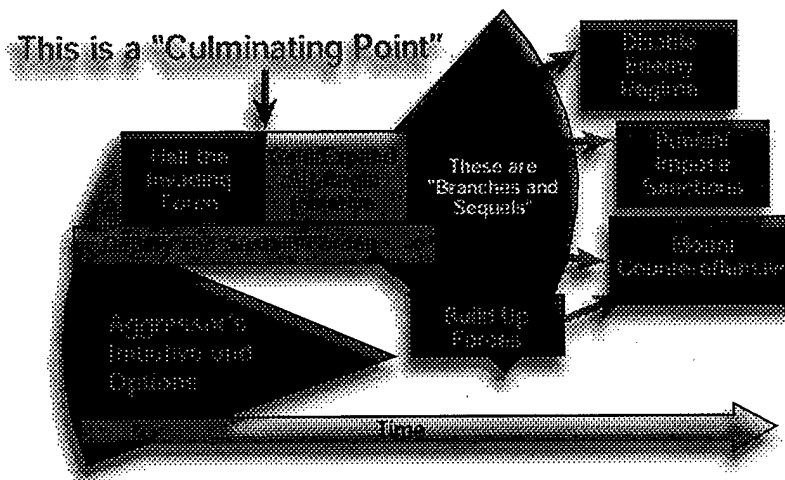 This is a "Culminating Point"
Disable
Enemy
Regime
Halt the
Invading
Force
These are
"Branches and
Sequels"
Punish/
Impose
Sanctions
Mount
Counteroffensive
Build Up
Forces
Aggressor's
Initiative and
Options
Time